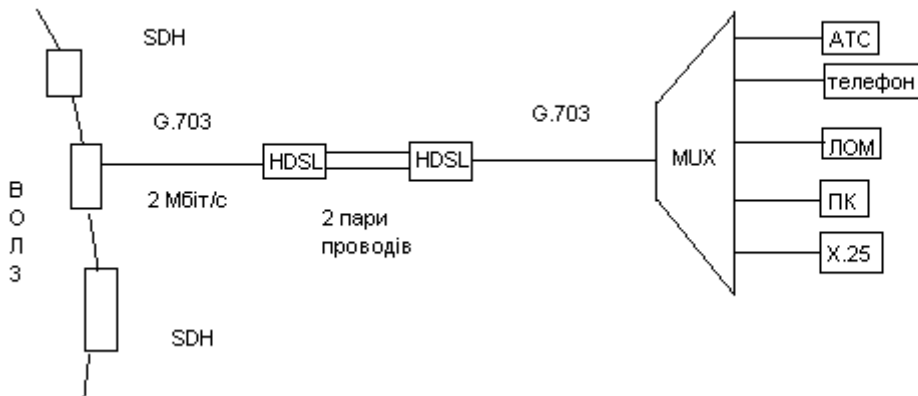 SDH
АТС
телефон
G.703
G.703
HDSL
HDSL
MUX
ЛОМ
2 Мбіт/с
ПК
2 пари
проводів
X.25
В
О
Л
З
SDH